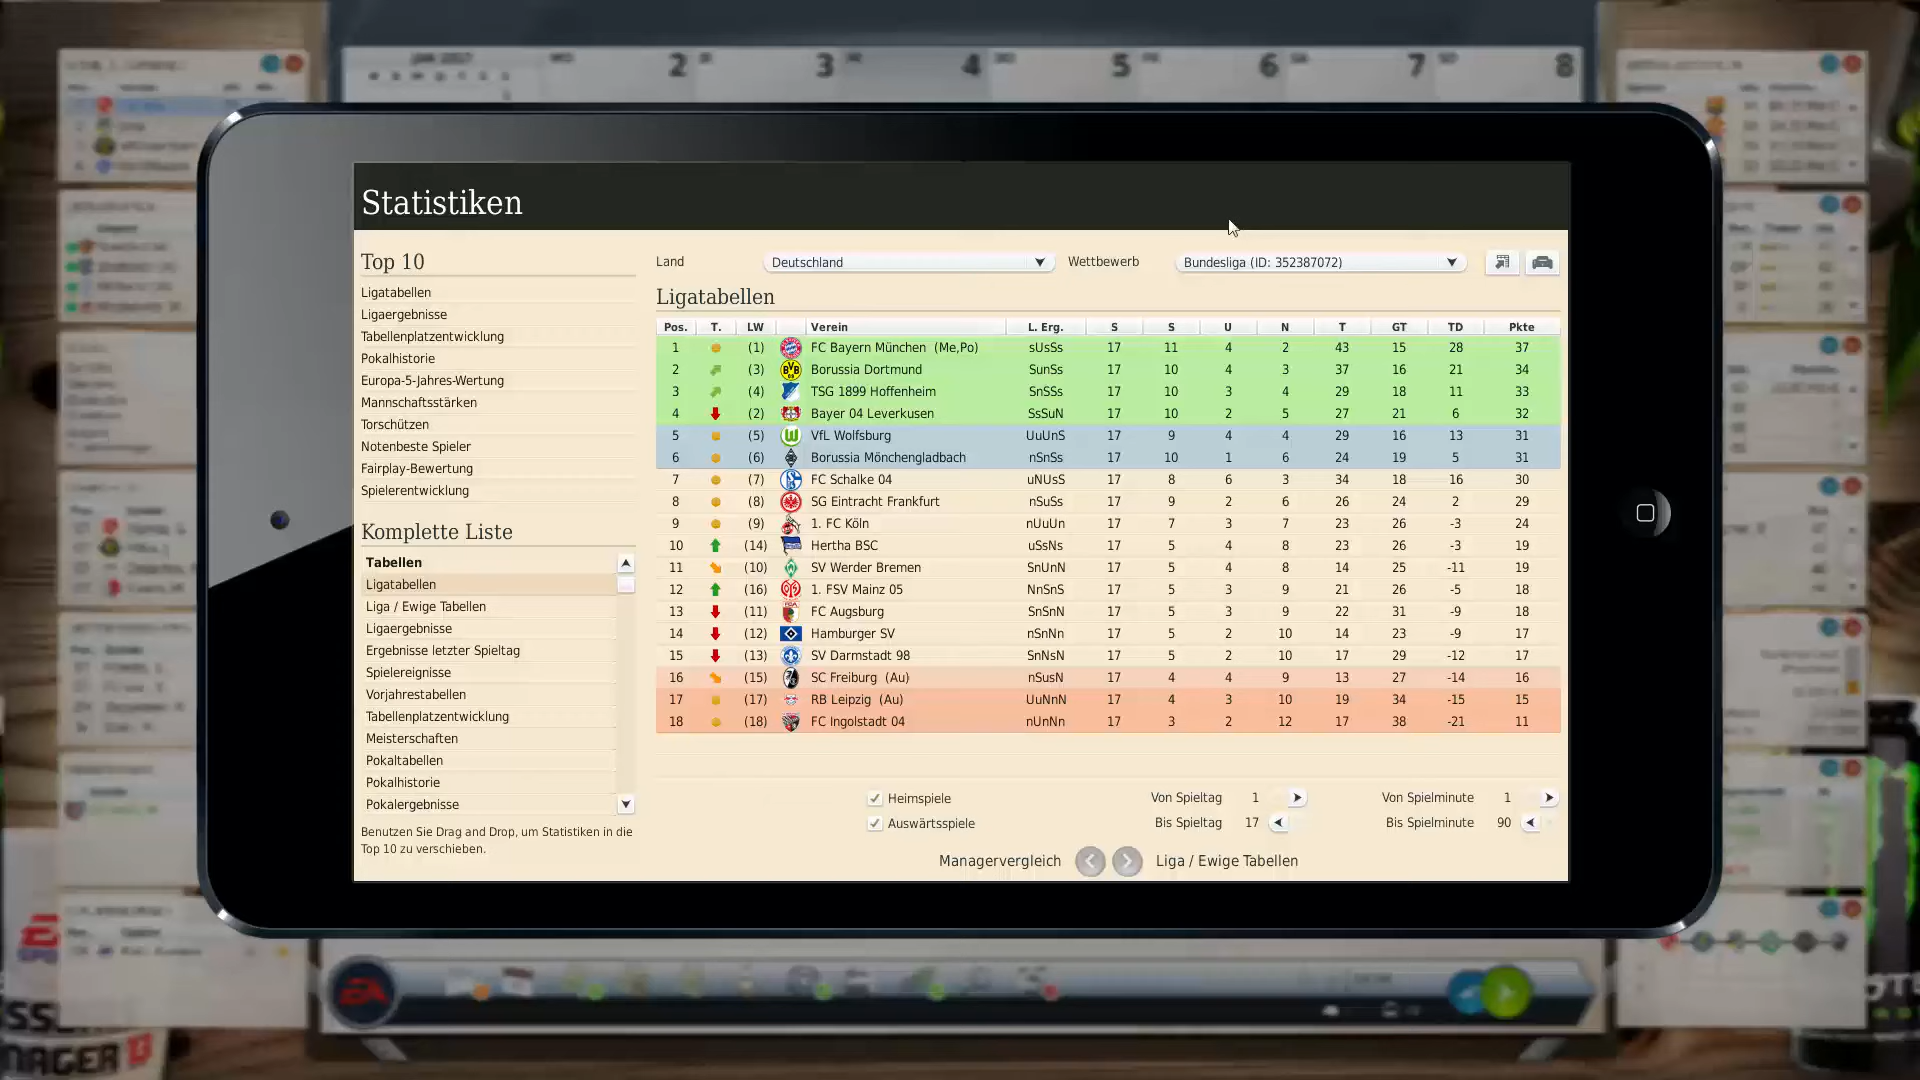 2 3 4 5 6 7 8
Statistiken
Top 10
Ligatabellen
Ligaergebnisse
Tabellenplatzentwicklung
Pokalhistorie
Europa-5-Jahres-Wertung
Mannschaftsstärken
Torschützen
Notenbeste Spieler
Fairplay-Bewertung
Spielerentwicklung
Komplette Liste
Tabellen
Ligatabellen
Liga / Ewige Tabellen
Ligaergebnisse
Ergebnisse letzter Spieltag
Spielereignisse
Vorjahrestabellen
Tabellenplatzentwicklung
Meisterschaften
Pokaltabellen
Pokalhistorie
Pokalergebnisse
Benutzen Sie Drag and Drop, um Statistiken in die
Top 10 zu verschieben.
Land Deutschland Wettbewerb Bundesliga (ID: 352387072)
Ligatabellen
Pos. T. LW Verein L. Erg. S S U N T GT TD Pkte
1 (1) FC Bayern München (Me,Po) sUsSs 17 11 4 2 43 15 28 37
2 (3) Borussia Dortmund SunSs 17 10 4 3 37 16 21 34
3 (4) TSG 1899 Hoffenheim SnSSs 17 10 3 4 29 18 11 33
4 (2) Bayer 04 Leverkusen SsSuN 17 10 2 5 27 21 6 32
5 (5) VfL Wolfsburg UuUnS 17 9 4 4 29 16 13 31
6 (6) Borussia Mönchengladbach nSnSs 17 10 1 6 24 19 5 31
7 (7) FC Schalke 04 uNUsS 17 8 6 3 34 18 16 30
8 (8) SG Eintracht Frankfurt nSuSs 17 9 2 6 26 24 2 29
9 (9) 1. FC Köln nUuUn 17 7 3 7 23 26 -3 24
10 (14) Hertha BSC uSsNs 17 5 4 8 23 26 -3 19
11 (10) SV Werder Bremen SnUnN 17 5 4 8 14 25 -11 19
12 (16) 1. FSV Mainz 05 NnSnS 17 5 3 9 21 26 -5 18
13 (11) FC Augsburg SnSnN 17 5 3 9 22 31 -9 18
14 (12) Hamburger SV nSnNn 17 5 2 10 14 23 -9 17
15 (13) SV Darmstadt 98 SnNsN 17 5 2 10 17 29 -12 17
16 (15) SC Freiburg (Au) nSusN 17 4 4 9 13 27 -14 16
17 (17) RB Leipzig (Au) UuNnN 17 4 3 10 19 34 -15 15
18 (18) FC Ingolstadt 04 nUnNn 17 3 2 12 17 38 -21 11
Heimspiele Von Spieltag 1 Von Spielminute 1
Auswärtsspiele Bis Spieltag 17 Bis Spielminute 90
Managervergleich Liga / Ewige Tabellen